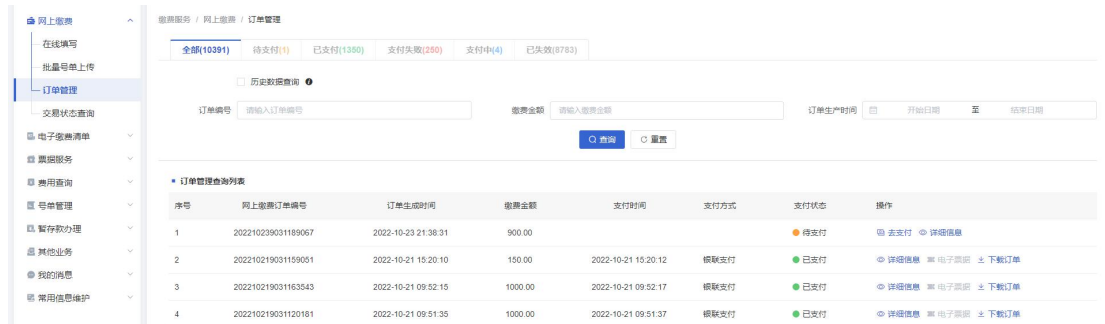 网上缴费
在线填写
批量号单上传
订单管理
交易状态查询
电子缴费清单
票据服务
费用查询
号单管理
暂存款办理
其他业务
我的消息
常用信息维护
缴费服务 / 网上缴费 / 订单管理
全部(10391) 待支付(1) 已支付(1350) 支付失败(250) 支付中(4) 已失效(8783)
历史数据查询
订单编号 请输入订单编号 缴费金额 请输入缴费金额 订单生产时间 开始日期 至 结束日期
查询 重置
订单管理查询列表
序号 网上缴费订单编号 订单生成时间 缴费金额 支付时间 支付方式 支付状态 操作
1 202210239031189067 2022-10-23 21:38:31 900.00 待支付 去支付 详细信息
2 202210219031159051 2022-10-21 15:20:10 150.00 2022-10-21 15:20:12 银联支付 已支付 详细信息 电子票据 下载订单
3 202210219031163543 2022-10-21 09:52:15 1000.00 2022-10-21 09:52:17 银联支付 已支付 详细信息 电子票据 下载订单
4 202210219031120181 2022-10-21 09:51:35 1000.00 2022-10-21 09:51:37 银联支付 已支付 详细信息 电子票据 下载订单